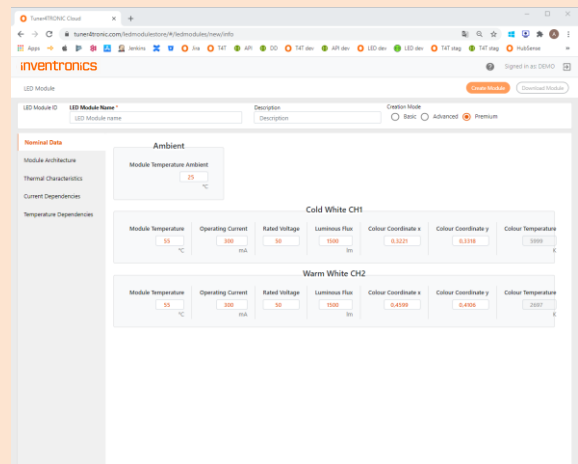 Tuner4TRONIC Cloud
tuner4tronic.com/ledmodulestore/#/ledmodules/new/info
Apps Jenkins Jira T4T API DO T4T dev API dev LED dev LED dev T4T stag T4T stag HubSense
inventronics
Signed in as DEMO
LED Module
Create Module Download Module
LED Module ID LED Module Name * Description Creation Mode
LED Module name Description Basic Advanced Premium
Nominal Data
Module Architecture
Thermal Characteristics
Current Dependencies
Temperature Dependencies
Ambient
Module Temperature Ambient
25
°C
Cold White CH1
Module Temperature Operating Current Rated Voltage Luminous Flux Colour Coordinate x Colour Coordinate y Colour Temperature
55 300 50 1500 0,3221 0,3318 5999
°C mA lm K
Warm White CH2
Module Temperature Operating Current Rated Voltage Luminous Flux Colour Coordinate x Colour Coordinate y Colour Temperature
55 300 50 1500 0,4599 0,4106 2697
°C mA lm K